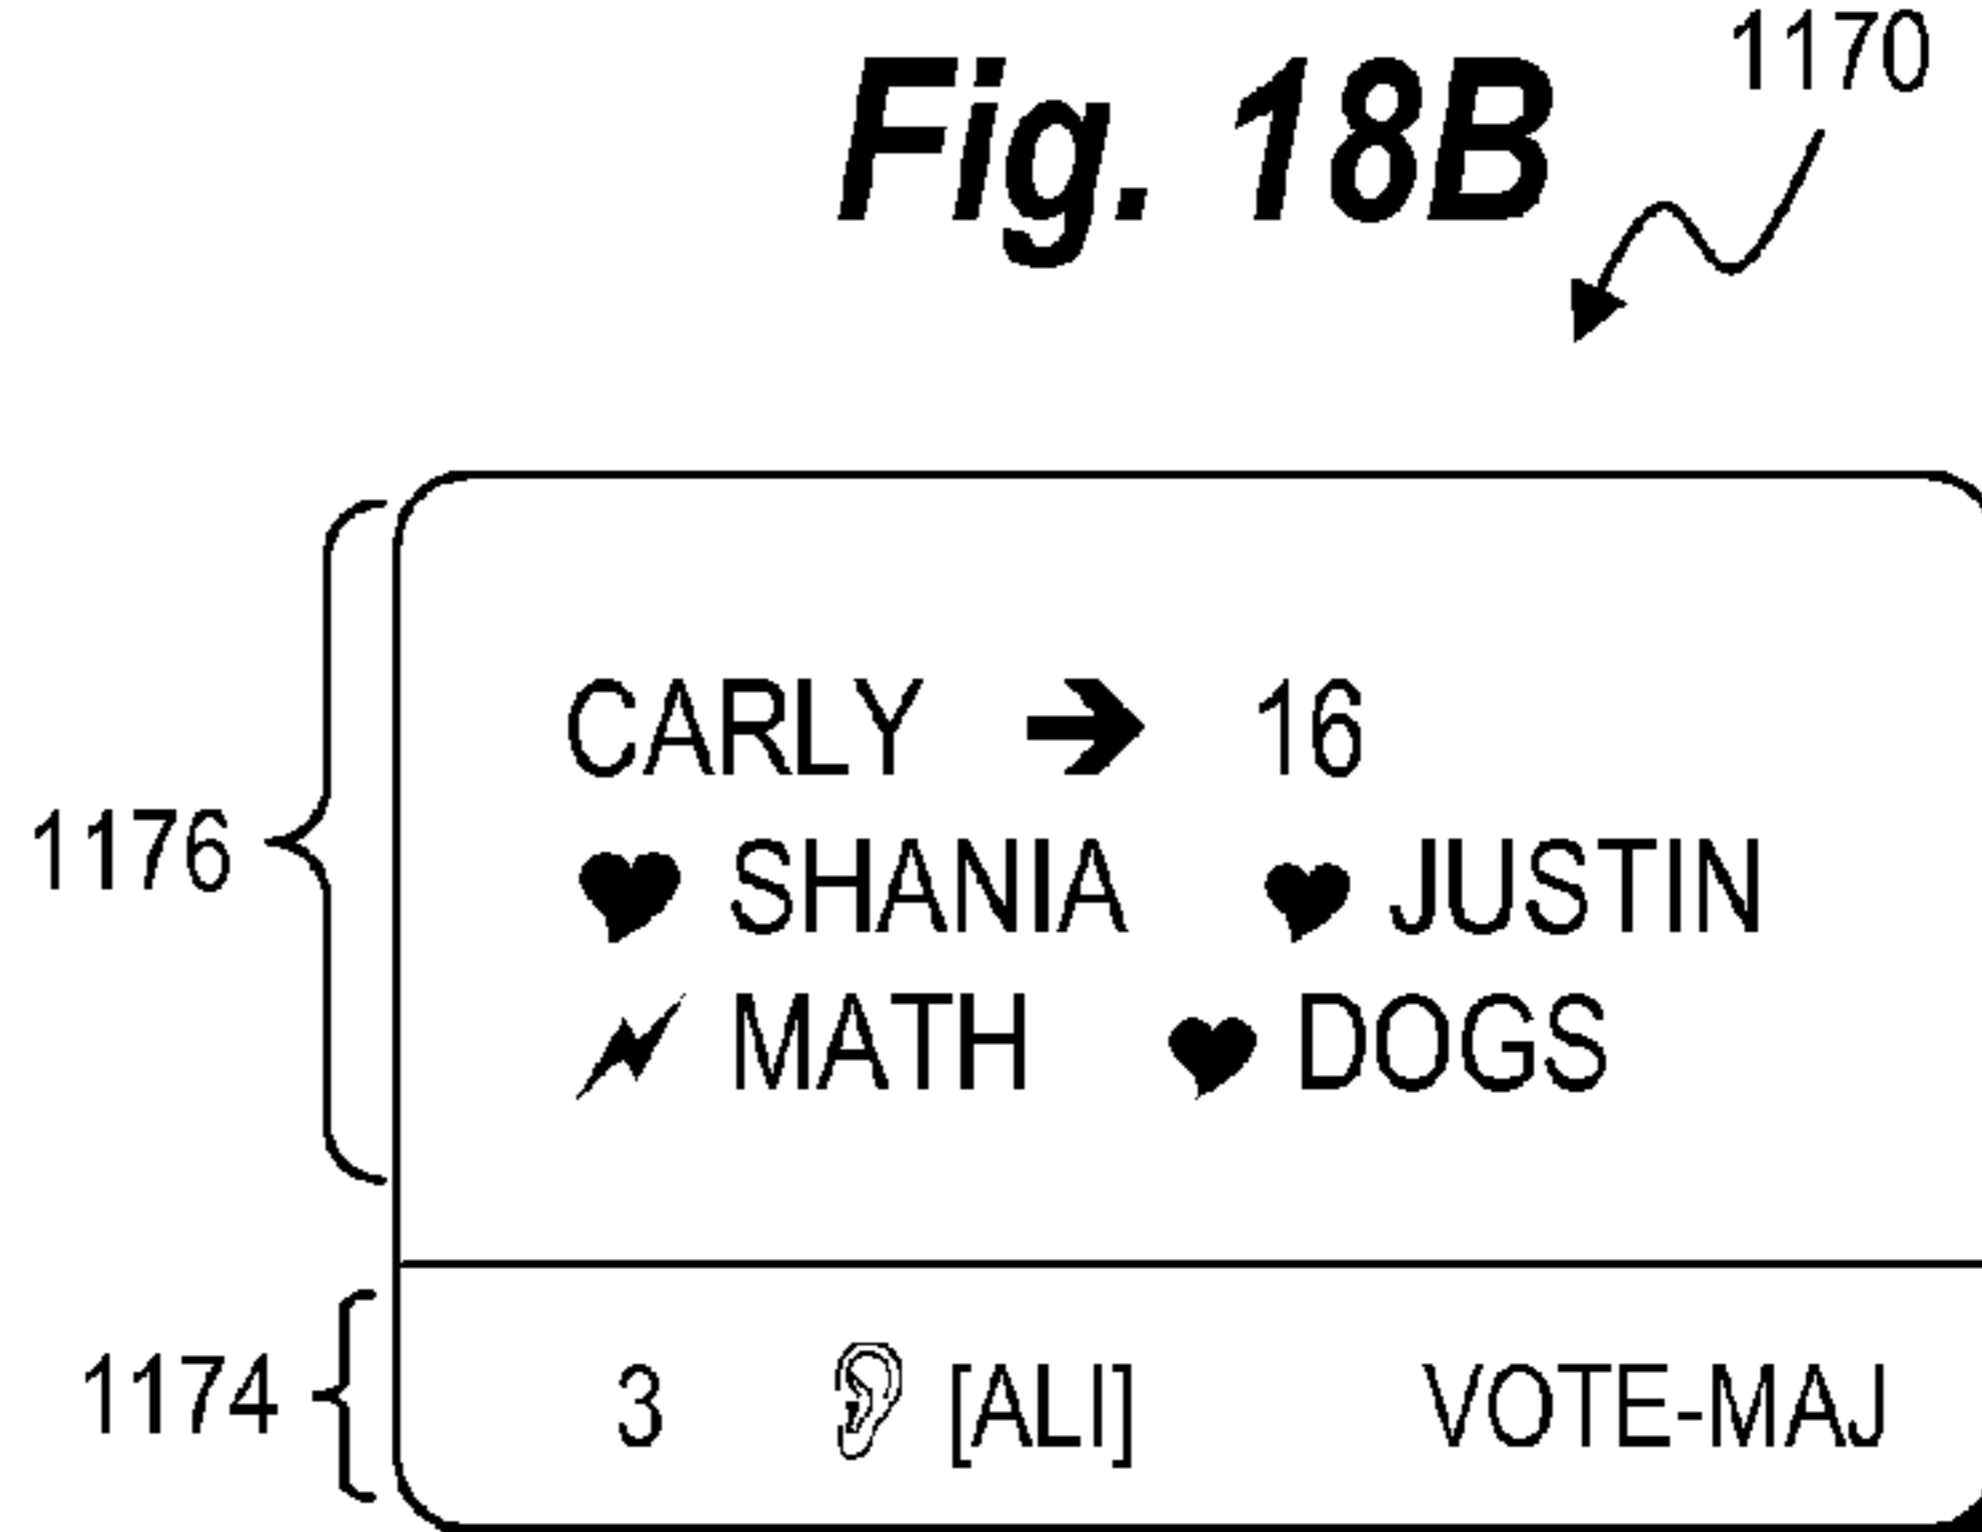 Fig. 18B
1170
CARLY → 16
♥ SHANIA ♥ JUSTIN
MATH ♥ DOGS
1176
3 [ALI] VOTE-MAJ
1174